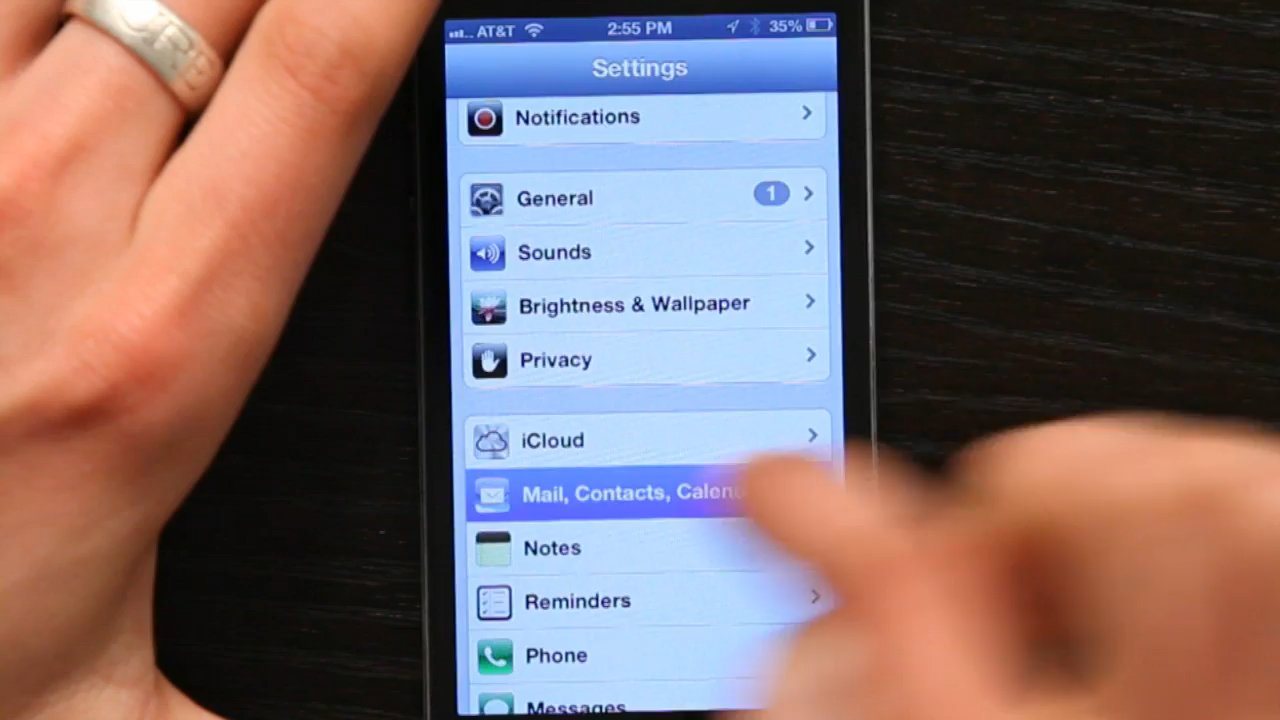 AT&T 2:55 PM 35%
Settings
Notifications
General 1
Sounds
Brightness & Wallpaper
Privacy
iCloud
Mail, Contacts, Calen
Notes
Reminders
Phone
Messages